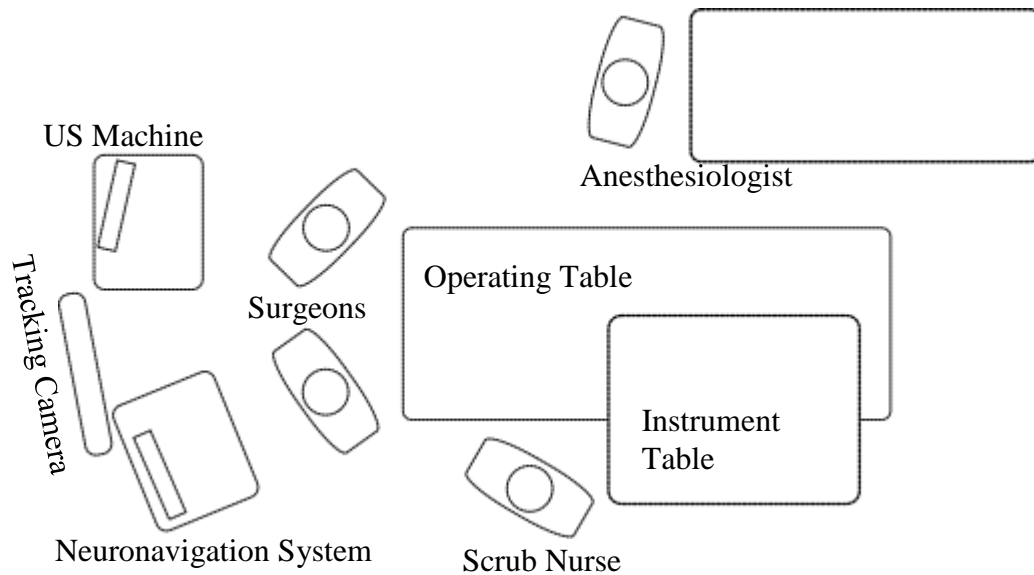 US Machine
Anesthesiologist
Operating Table
Tracking Camera
Surgeons
Instrument
Table
Neuronavigation System
Scrub Nurse